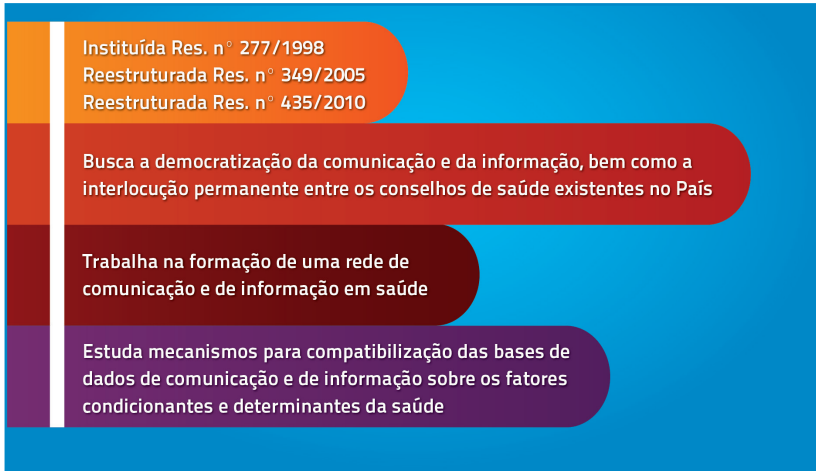 Instituída Res. n° 277/1998
Reestruturada Res. n° 349/2005
Reestruturada Res. n° 435/2010
Busca a democratização da comunicação e da informação, bem como a
interlocução permanente entre os conselhos de saúde existentes no País
Trabalha na formação de uma rede de
comunicação e de informação em saúde
Estuda mecanismos para compatibilização das bases de
dados de comunicação e de informação sobre os fatores
condicionantes e determinantes da saúde